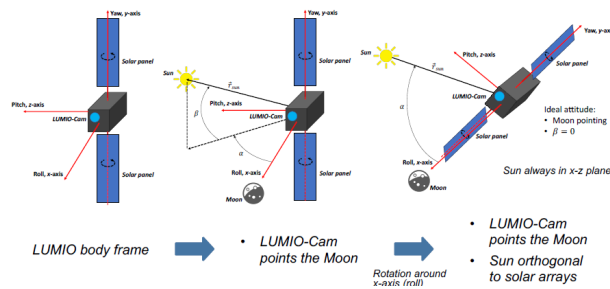 Yaw, y-axis
Solar panel
Pitch, z-axis
LUMIO-Cam
Roll, x-axis
Solar panel
LUMIO body frame
Yaw, y-axis
Solar panel
Sun
r̂sun
Pitch, z-axis
β
LUMIO-Cam
α
Roll, x-axis
Moon
Solar panel
• LUMIO-Cam
points the Moon
Yaw, y-axis
Sun
r̂sun
Pitch, z-axis
Solar panel
α
LUMIO-Cam
Solar panel
Roll, x-axis
Moon
Ideal attitude:
• Moon pointing
• β = 0
Sun always in x-z plane
Rotation around
x-axis (roll)
• LUMIO-Cam
points the Moon
• Sun orthogonal
to solar arrays